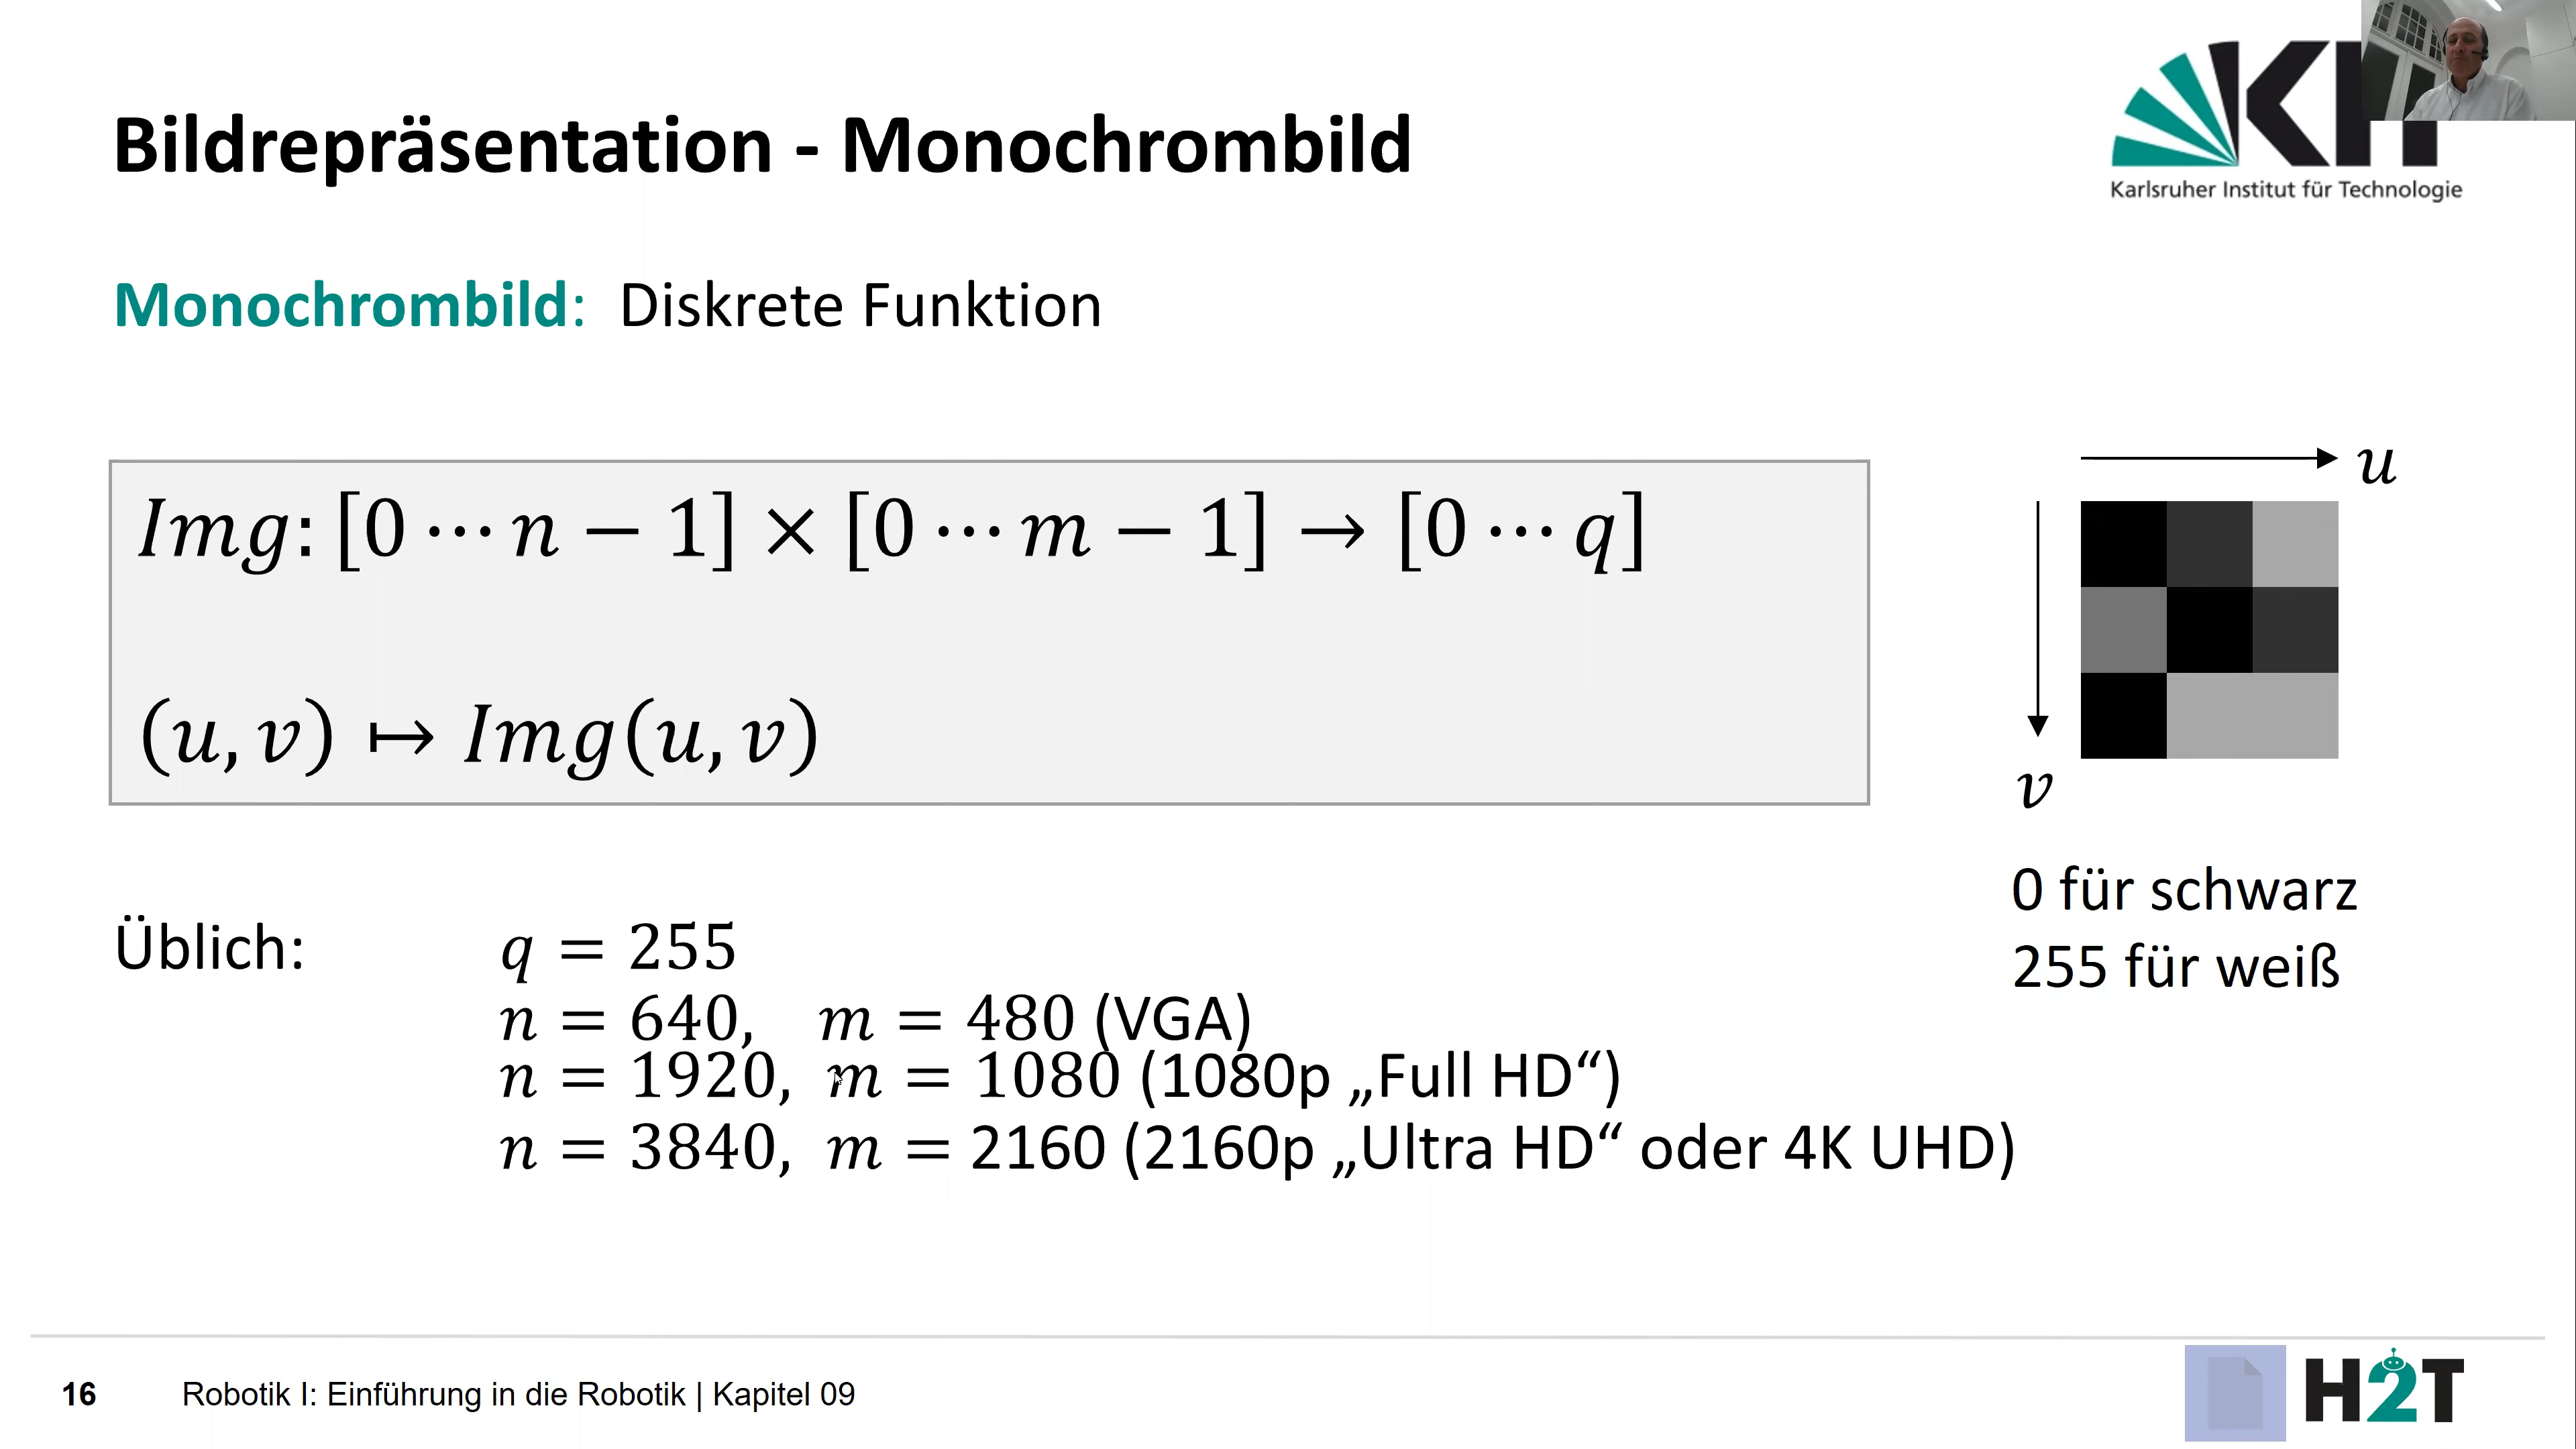 Bildrepräsentation - Monochrombild
Karlsruher Institut für Technologie
Monochrombild: Diskrete Funktion
Img: [0 ⋯ n − 1] × [0 ⋯ m − 1] → [0 ⋯ q]
(u, v) ↦ Img(u, v)
u
v
0 für schwarz
255 für weiß
Üblich: q = 255
n = 640, m = 480 (VGA)
n = 1920, m = 1080 (1080p „Full HD“)
n = 3840, m = 2160 (2160p „Ultra HD“ oder 4K UHD)
16 Robotik I: Einführung in die Robotik | Kapitel 09
H2T